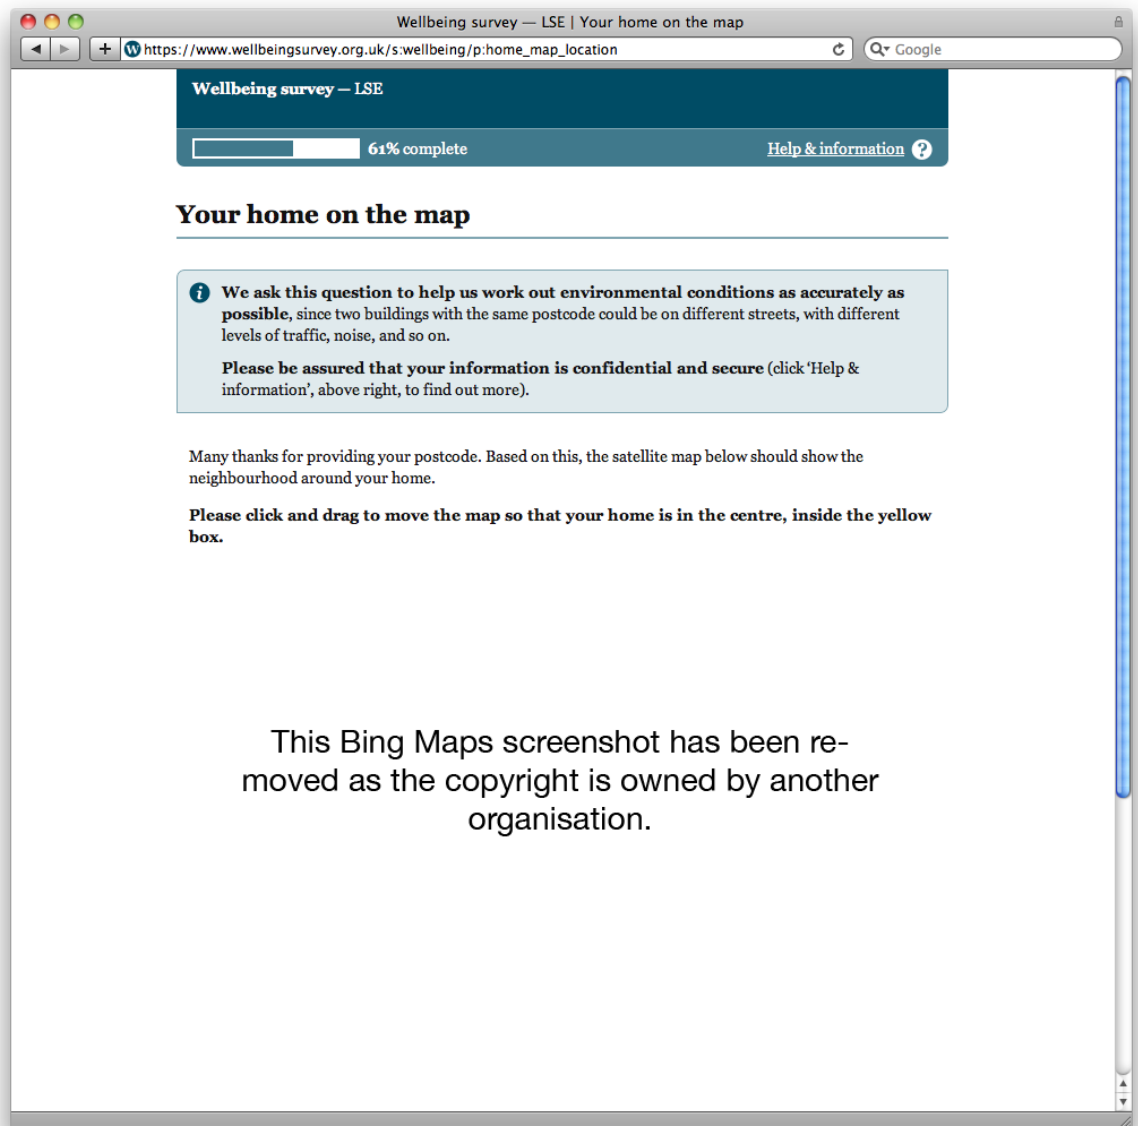 Wellbeing survey — LSE | Your home on the map
https://www.wellbeingsurvey.org.uk/s:wellbeing/p:home_map_location
Google
Wellbeing survey — LSE
61% complete
Help & information ?
Your home on the map
We ask this question to help us work out environmental conditions as accurately as
possible, since two buildings with the same postcode could be on different streets, with different
levels of traffic, noise, and so on.
Please be assured that your information is confidential and secure (click ‘Help &
information’, above right, to find out more).
Many thanks for providing your postcode. Based on this, the satellite map below should show the
neighbourhood around your home.
Please click and drag to move the map so that your home is in the centre, inside the yellow
box.
This Bing Maps screenshot has been re-
moved as the copyright is owned by another
organisation.